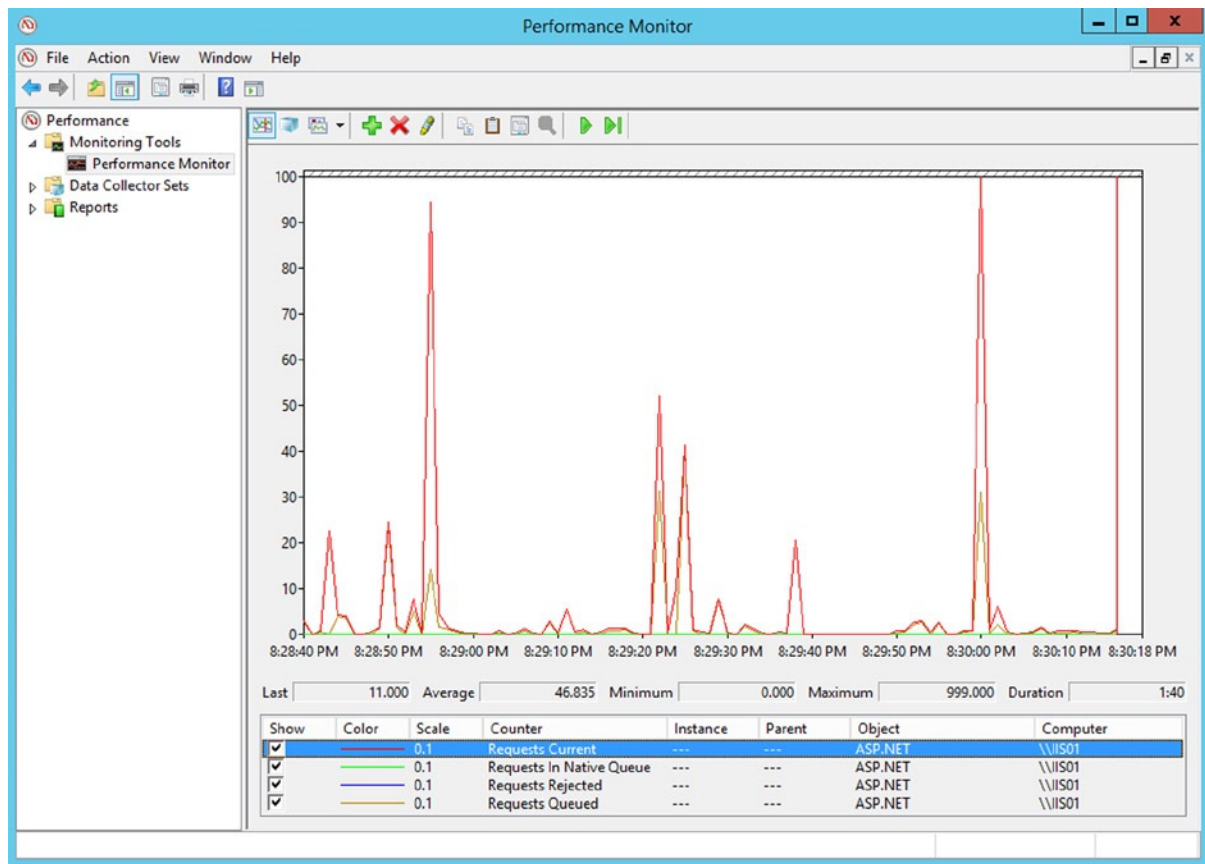 Performance Monitor
File Action View Window Help
Performance
Monitoring Tools
Performance Monitor
Data Collector Sets
Reports
100
90
80
70
60
50
40
30
20
10
0
8:28:40 PM 8:28:50 PM 8:29:00 PM 8:29:10 PM 8:29:20 PM 8:29:30 PM 8:29:40 PM 8:29:50 PM 8:30:00 PM 8:30:10 PM 8:30:18 PM
Last 11.000 Average 46.835 Minimum 0.000 Maximum 999.000 Duration 1:40
Show Color Scale Counter Instance Parent Object Computer
0.1 Requests Current --- --- ASP.NET \\IIS01
0.1 Requests In Native Queue --- --- ASP.NET \\IIS01
0.1 Requests Rejected --- --- ASP.NET \\IIS01
0.1 Requests Queued --- --- ASP.NET \\IIS01